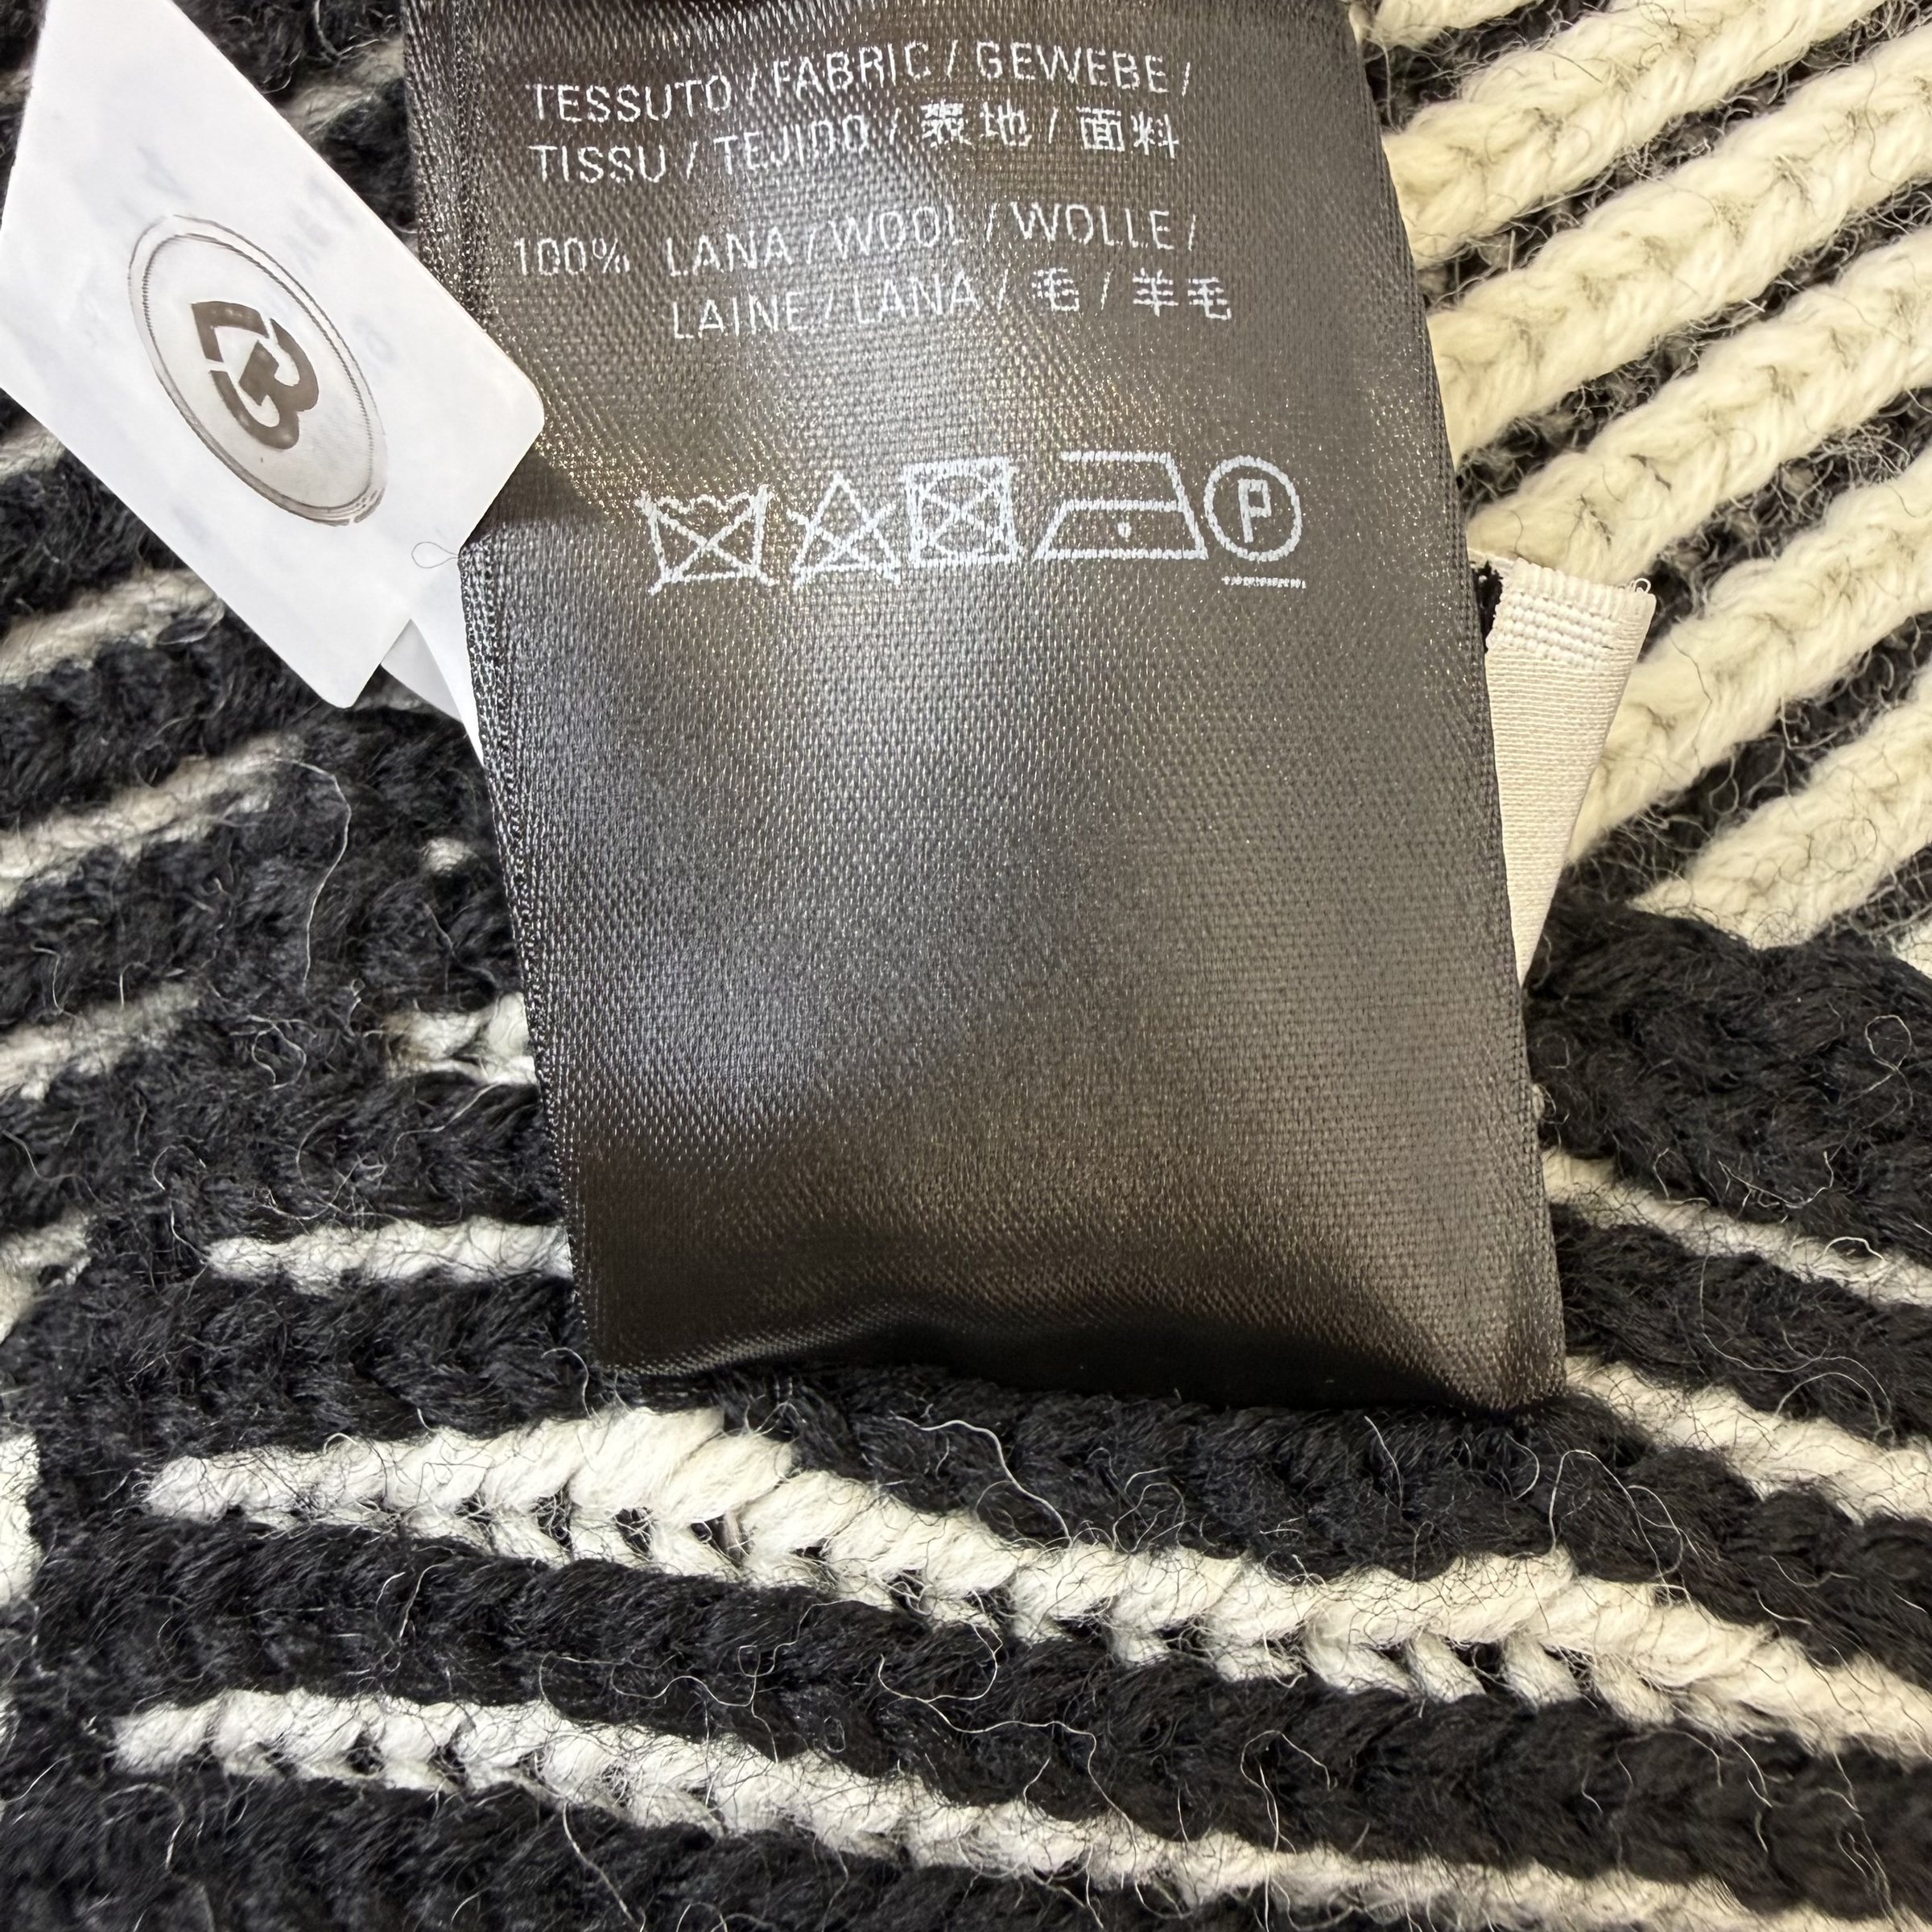 TESSUTO / FABRIC / GEWEBE /
TISSU / TEJIDO / 表地 / 面料
100% LANA / WOOL / WOLLE /
LAINE / LANA / 毛 / 羊毛
P